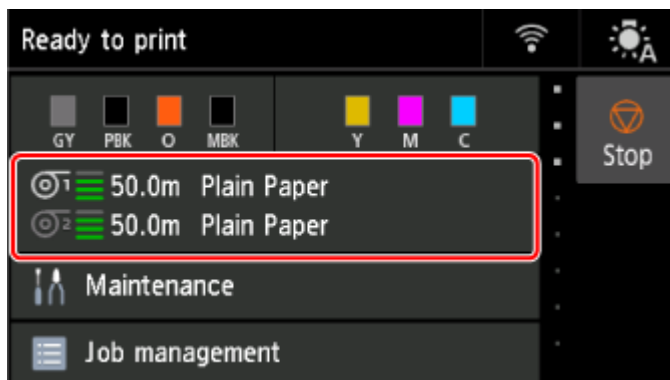 Ready to print
A
GY PBK O MBK Y M C
Stop
1 50.0m Plain Paper
2 50.0m Plain Paper
Maintenance
Job management